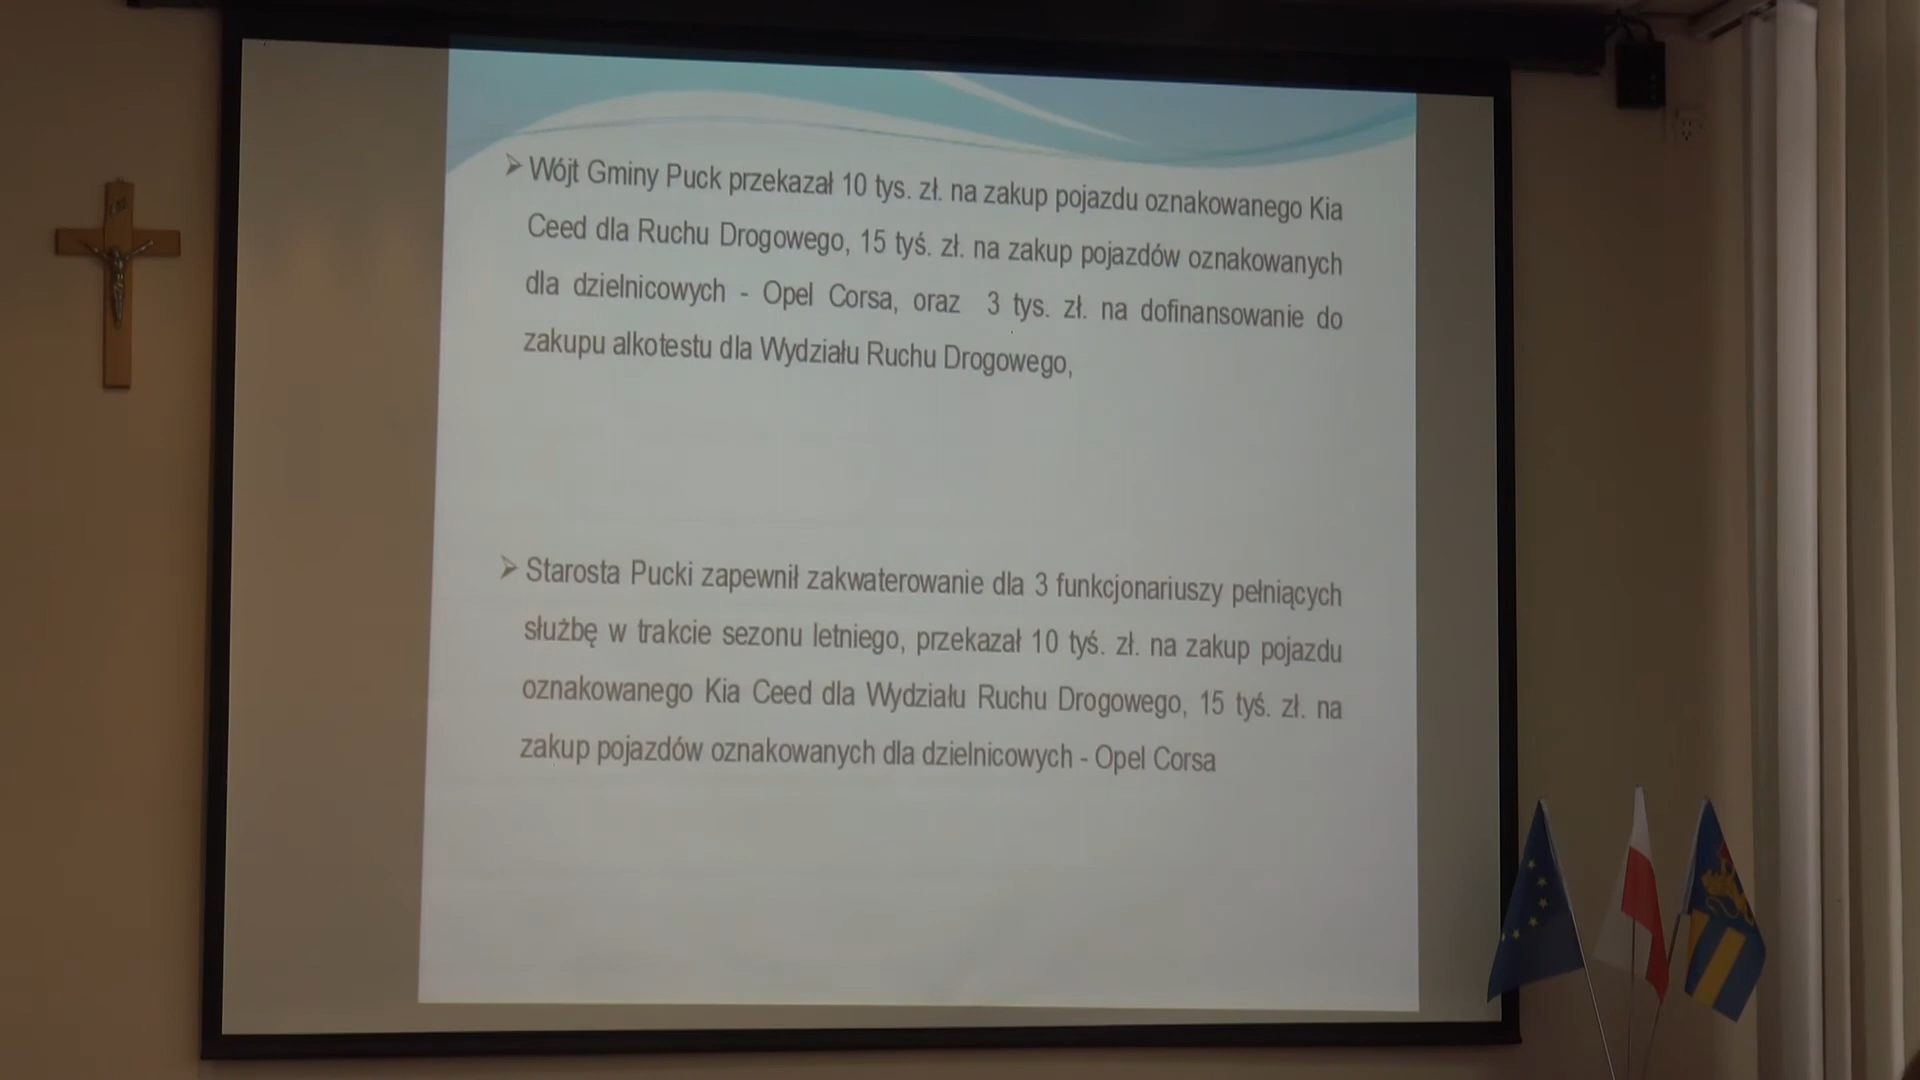 ➢ Wójt Gminy Puck przekazał 10 tys. zł. na zakup pojazdu oznakowanego Kia
Ceed dla Ruchu Drogowego, 15 tyś. zł. na zakup pojazdów oznakowanych
dla dzielnicowych - Opel Corsa, oraz 3 tys. zł. na dofinansowanie do
zakupu alkotestu dla Wydziału Ruchu Drogowego,
➢ Starosta Pucki zapewnił zakwaterowanie dla 3 funkcjonariuszy pełniących
służbę w trakcie sezonu letniego, przekazał 10 tyś. zł. na zakup pojazdu
oznakowanego Kia Ceed dla Wydziału Ruchu Drogowego, 15 tyś. zł. na
zakup pojazdów oznakowanych dla dzielnicowych - Opel Corsa